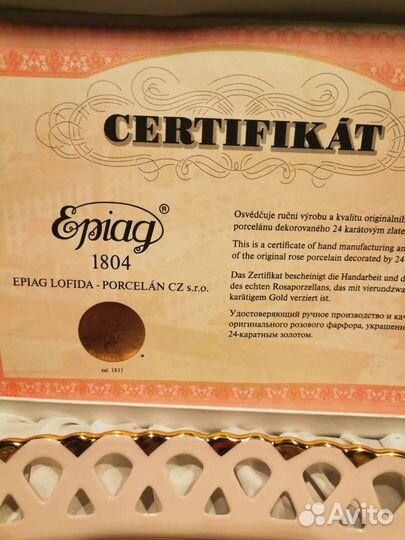 CERTIFIKÁT
Epiag®
1804
EPIAG LOFIDA - PORCELÁN CZ s.r.o.
®
zal. 1811
Osvědčuje ruční výrobu a kvalitu originálníh
porcelánu dekorovaného 24 karátovým zlate
This is a certificate of hand manufacturing an
of the original rose porcelain decorated by 24
Das Zertifikat bescheinigt die Handarbeit und d
des echten Rosaporzellans, das mit vierundzwa
karätigem Gold verziert ist.
Удостоверяющий ручное производство и кач
оригинального розового фарфора, украшен
24-каратным золотом.
Avito